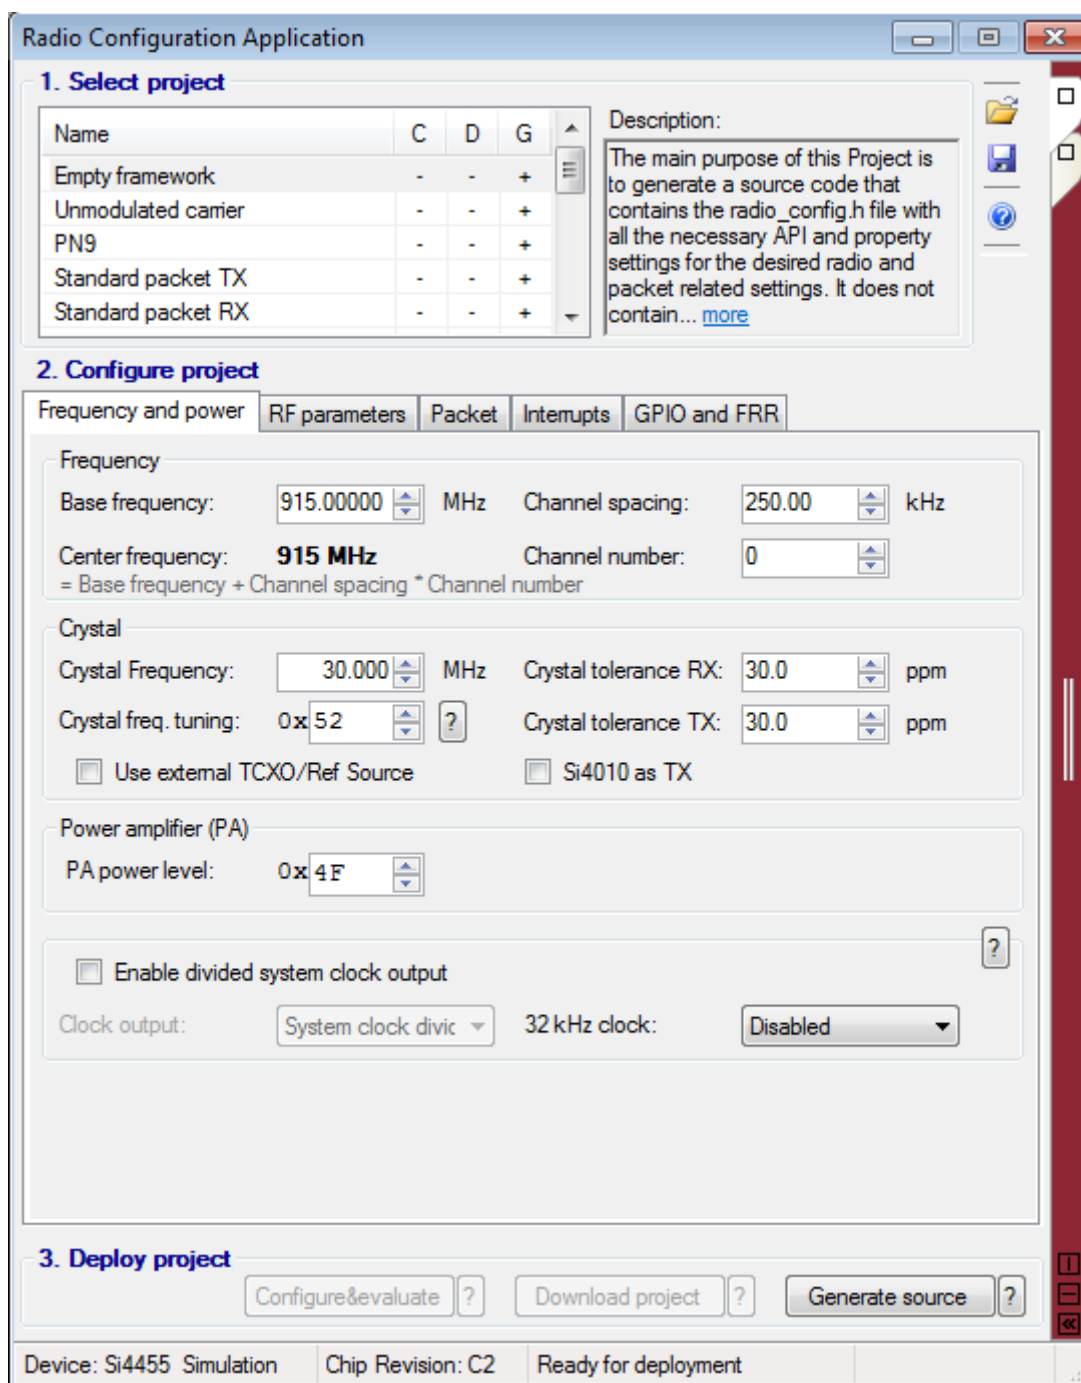 Radio Configuration Application
1. Select project
Name C D G
Empty framework - - +
Unmodulated carrier - - +
PN9 - - +
Standard packet TX - - +
Standard packet RX - - +
Description:
The main purpose of this Project is
to generate a source code that
contains the radio_config.h file with
all the necessary API and property
settings for the desired radio and
packet related settings. It does not
contain... more
2. Configure project
Frequency and power RF parameters Packet Interrupts GPIO and FRR
Frequency
Base frequency: 915.00000 MHz Channel spacing: 250.00 kHz
Center frequency: 915 MHz Channel number: 0
= Base frequency + Channel spacing * Channel number
Crystal
Crystal Frequency: 30.000 MHz Crystal tolerance RX: 30.0 ppm
Crystal freq. tuning: 0x 52 ? Crystal tolerance TX: 30.0 ppm
Use external TCXO/Ref Source Si4010 as TX
Power amplifier (PA)
PA power level: 0x 4F
?
Enable divided system clock output
Clock output: System clock divic 32 kHz clock: Disabled
3. Deploy project
Configure&evaluate ? Download project ? Generate source ?
Device: Si4455 Simulation Chip Revision: C2 Ready for deployment